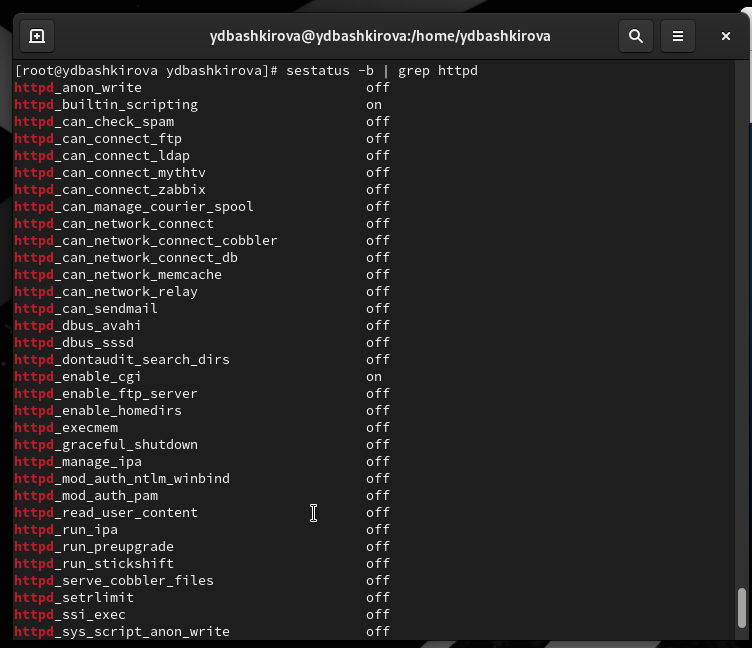 ydbashkirova@ydbashkirova:/home/ydbashkirova
[root@ydbashkirova ydbashkirova]# sestatus -b | grep httpd
httpd_anon_write off
httpd_builtin_scripting on
httpd_can_check_spam off
httpd_can_connect_ftp off
httpd_can_connect_ldap off
httpd_can_connect_mythtv off
httpd_can_connect_zabbix off
httpd_can_manage_courier_spool off
httpd_can_network_connect off
httpd_can_network_connect_cobbler off
httpd_can_network_connect_db off
httpd_can_network_memcache off
httpd_can_network_relay off
httpd_can_sendmail off
httpd_dbus_avahi off
httpd_dbus_sssd off
httpd_dontaudit_search_dirs off
httpd_enable_cgi on
httpd_enable_ftp_server off
httpd_enable_homedirs off
httpd_execmem off
httpd_graceful_shutdown off
httpd_manage_ipa off
httpd_mod_auth_ntlm_winbind off
httpd_mod_auth_pam off
httpd_read_user_content off
httpd_run_ipa off
httpd_run_preupgrade off
httpd_run_stickshift off
httpd_serve_cobbler_files off
httpd_setrlimit off
httpd_ssi_exec off
httpd_sys_script_anon_write off